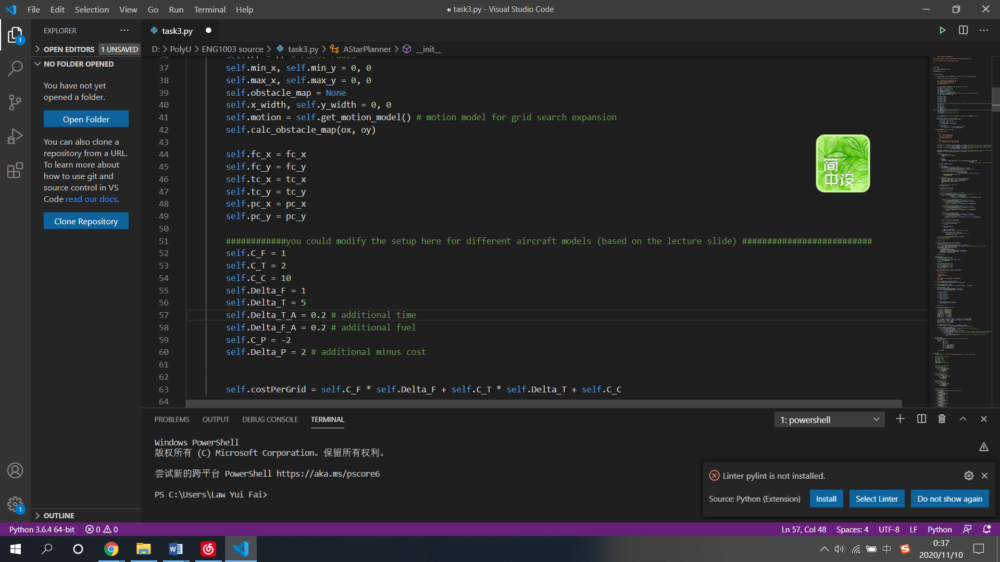 File Edit Selection View Go Run Terminal Help
● task3.py - Visual Studio Code
EXPLORER
task3.py
OPEN EDITORS 1 UNSAVED
D: > PolyU > ENG1003 source > task3.py > AStarPlanner > __init__
NO FOLDER OPENED
You have not yet
opened a folder.
Open Folder
You can also clone a
repository from a URL.
To learn more about
how to use git and
source control in VS
Code read our docs.
Clone Repository
37 self.min_x, self.min_y = 0, 0
38 self.max_x, self.max_y = 0, 0
39 self.obstacle_map = None
40 self.x_width, self.y_width = 0, 0
41 self.motion = self.get_motion_model() # motion model for grid search expansion
42 self.calc_obstacle_map(ox, oy)
43
44 self.fc_x = fc_x
45 self.fc_y = fc_y
46 self.tc_x = tc_x
47 self.tc_y = tc_y
48 self.pc_x = pc_x
49 self.pc_y = pc_y
50
51 ############you could modify the setup here for different aircraft models (based on the lecture slide) ##########################
52 self.C_F = 1
53 self.C_T = 2
54 self.C_C = 10
55 self.Delta_F = 1
56 self.Delta_T = 5
57 self.Delta_T_A = 0.2 # additional time
58 self.Delta_F_A = 0.2 # additional fuel
59 self.C_P = -2
60 self.Delta_P = 2 # additional minus cost
61
62
63 self.costPerGrid = self.C_F * self.Delta_F + self.C_T * self.Delta_T + self.C_C
64
简
中设
PROBLEMS OUTPUT DEBUG CONSOLE TERMINAL
1: powershell
Windows PowerShell
版权所有 (C) Microsoft Corporation。保留所有权利。
尝试新的跨平台 PowerShell https://aka.ms/pscore6
PS C:\Users\Law Yui Fai>
Linter pylint is not installed.
Source: Python (Extension) Install Select Linter Do not show again
OUTLINE
Python 3.6.4 64-bit 0 0
Ln 57, Col 48 Spaces: 4 UTF-8 LF Python
中
0:37
2020/11/10